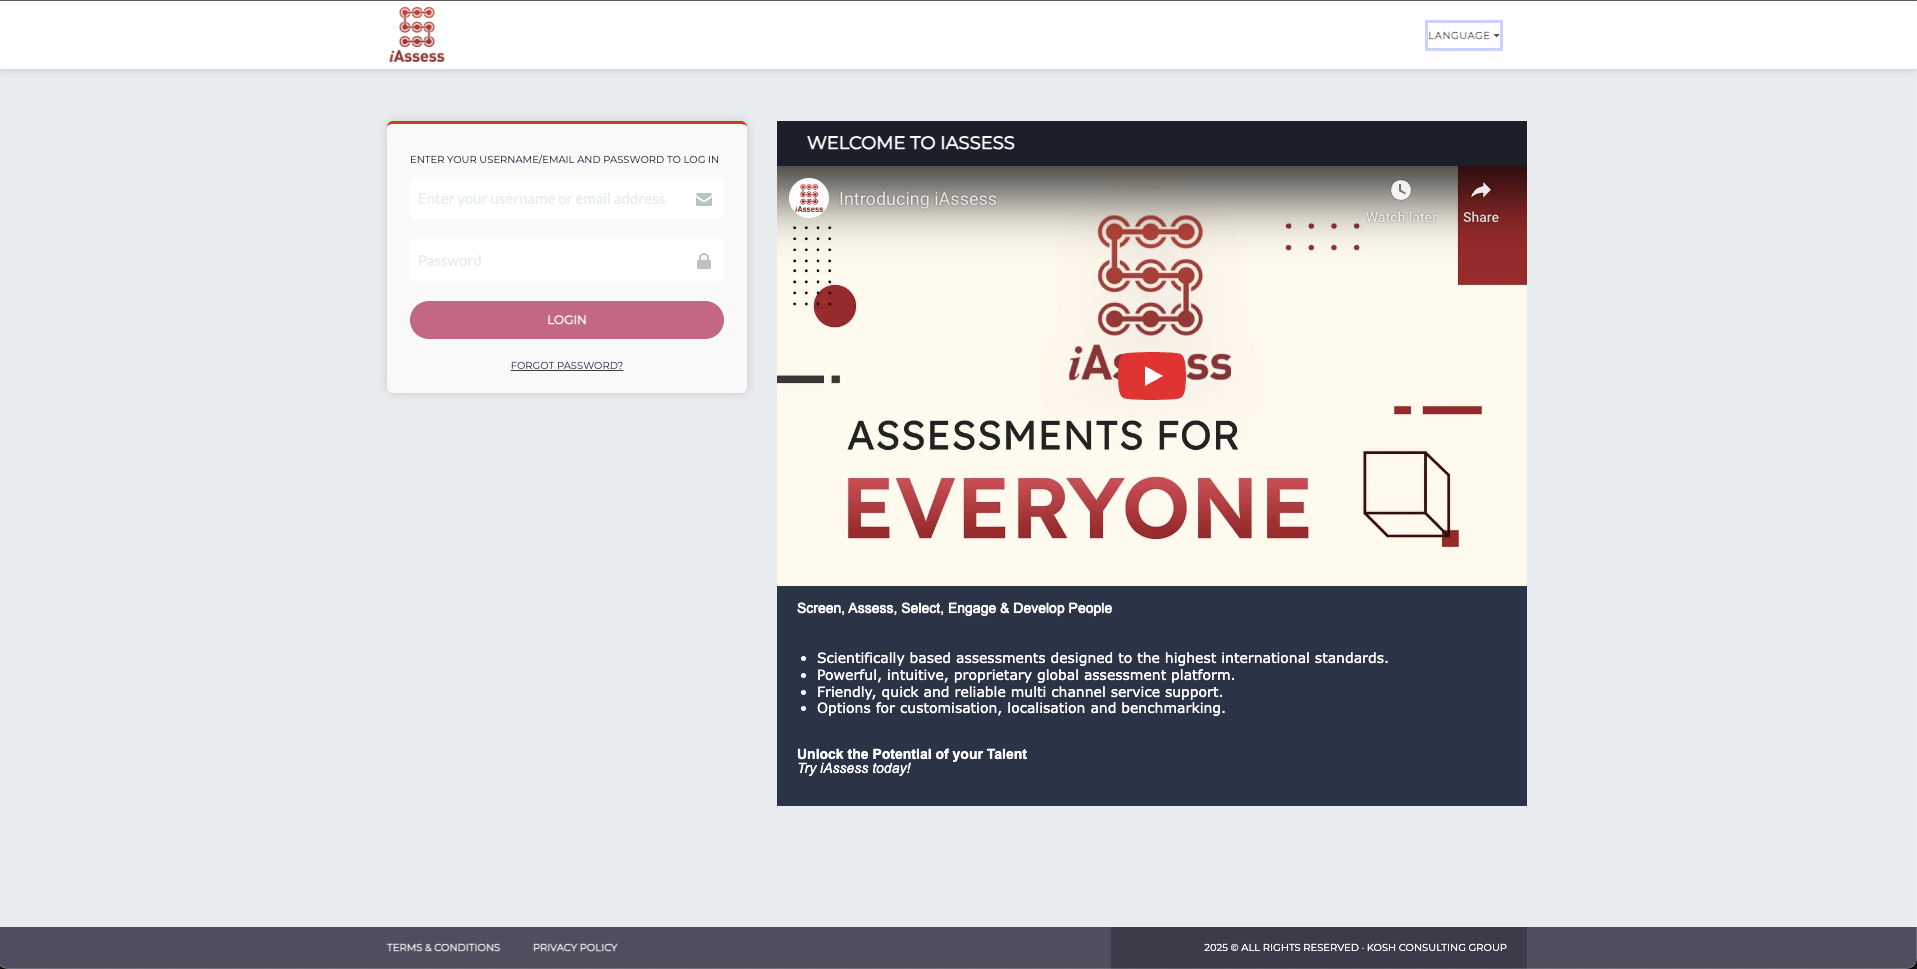 iAssess
LANGUAGE
ENTER YOUR USERNAME/EMAIL AND PASSWORD TO LOG IN
Enter your username or email address
Password
LOGIN
FORGOT PASSWORD?
WELCOME TO IASSESS
iAssess
Introducing iAssess
Watch later
Share
ASSESSMENTS FOR
EVERYONE
Screen, Assess, Select, Engage & Develop People
• Scientifically based assessments designed to the highest international standards.
• Powerful, intuitive, proprietary global assessment platform.
• Friendly, quick and reliable multi channel service support.
• Options for customisation, localisation and benchmarking.
Unlock the Potential of your Talent
Try iAssess today!
TERMS & CONDITIONS
PRIVACY POLICY
2025 © ALL RIGHTS RESERVED · KOSH CONSULTING GROUP